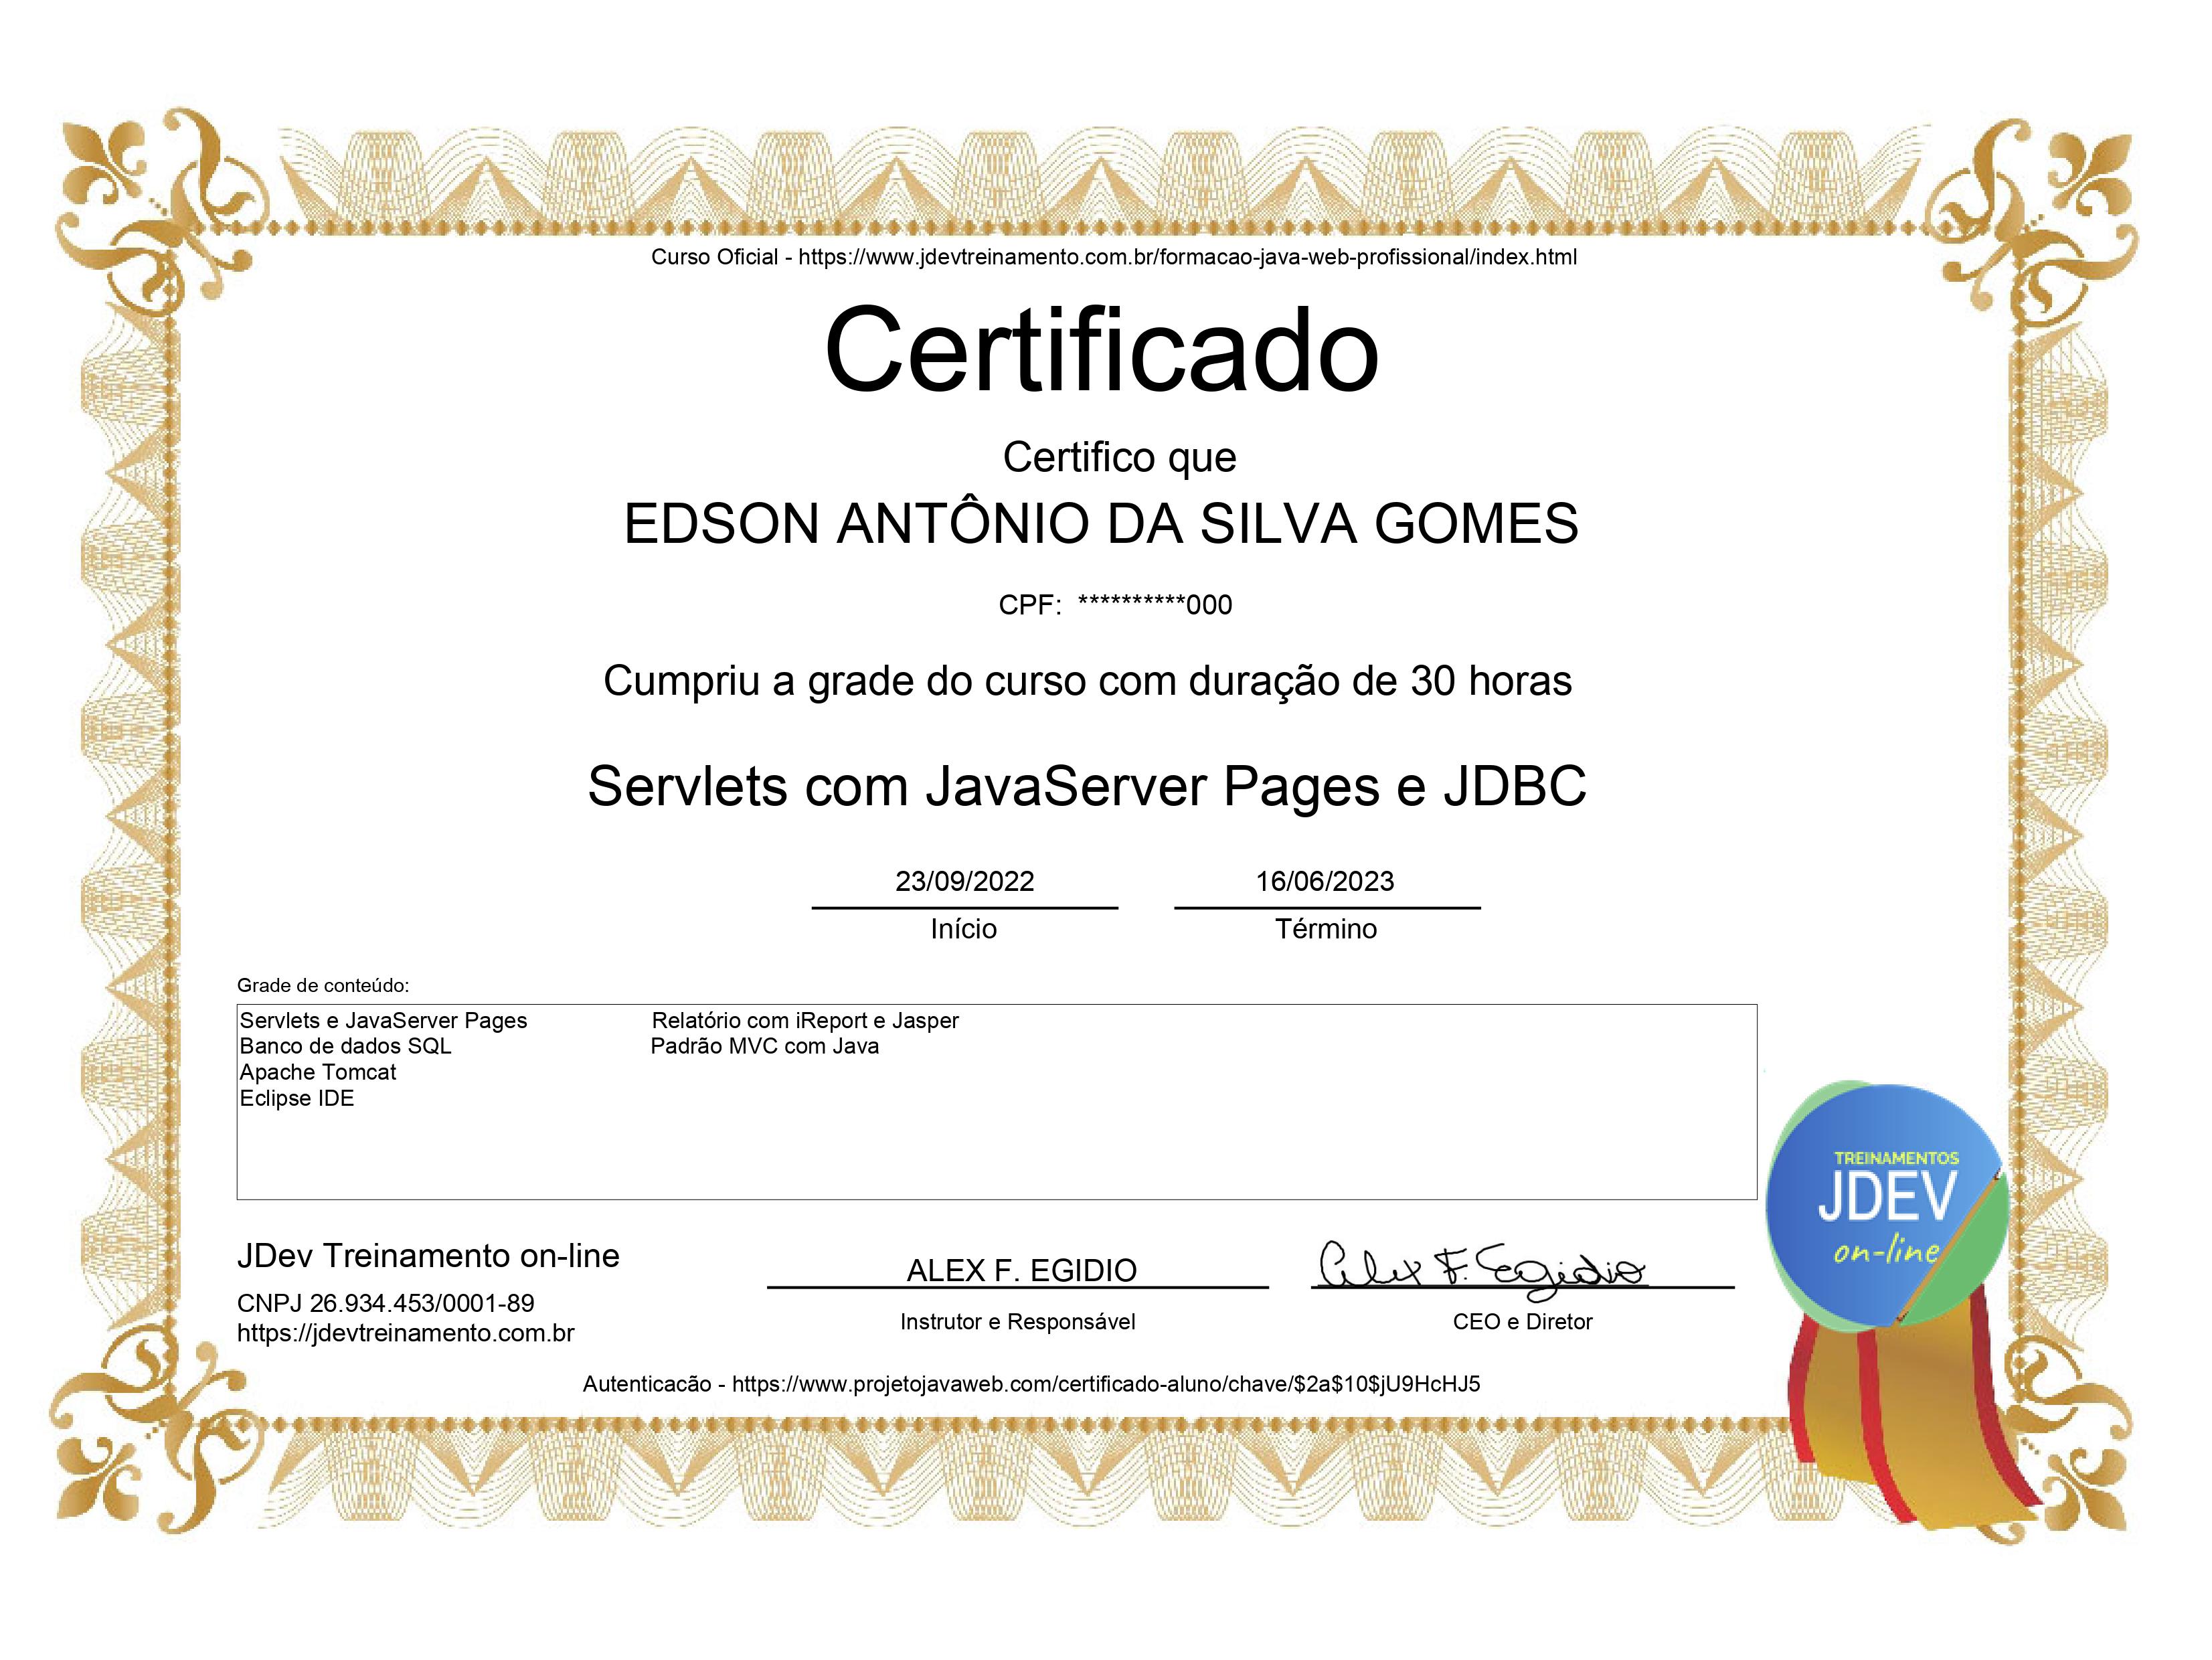 Curso Oficial - https://www.jdevtreinamento.com.br/formacao-java-web-profissional/index.html
Certificado
Certifico que
EDSON ANTÔNIO DA SILVA GOMES
CPF: **********000
Cumpriu a grade do curso com duração de 30 horas
Servlets com JavaServer Pages e JDBC
23/09/2022 16/06/2023
Início Término
Grade de conteúdo:
Servlets e JavaServer Pages Relatório com iReport e Jasper
Banco de dados SQL Padrão MVC com Java
Apache Tomcat
Eclipse IDE
TREINAMENTOS
JDEV
on-line
JDev Treinamento on-line
ALEX F. EGIDIO Alex F. Egidio
CNPJ 26.934.453/0001-89
Instrutor e Responsável CEO e Diretor
https://jdevtreinamento.com.br
Autenticacão - https://www.projetojavaweb.com/certificado-aluno/chave/$2a$10$jU9HcHJ5